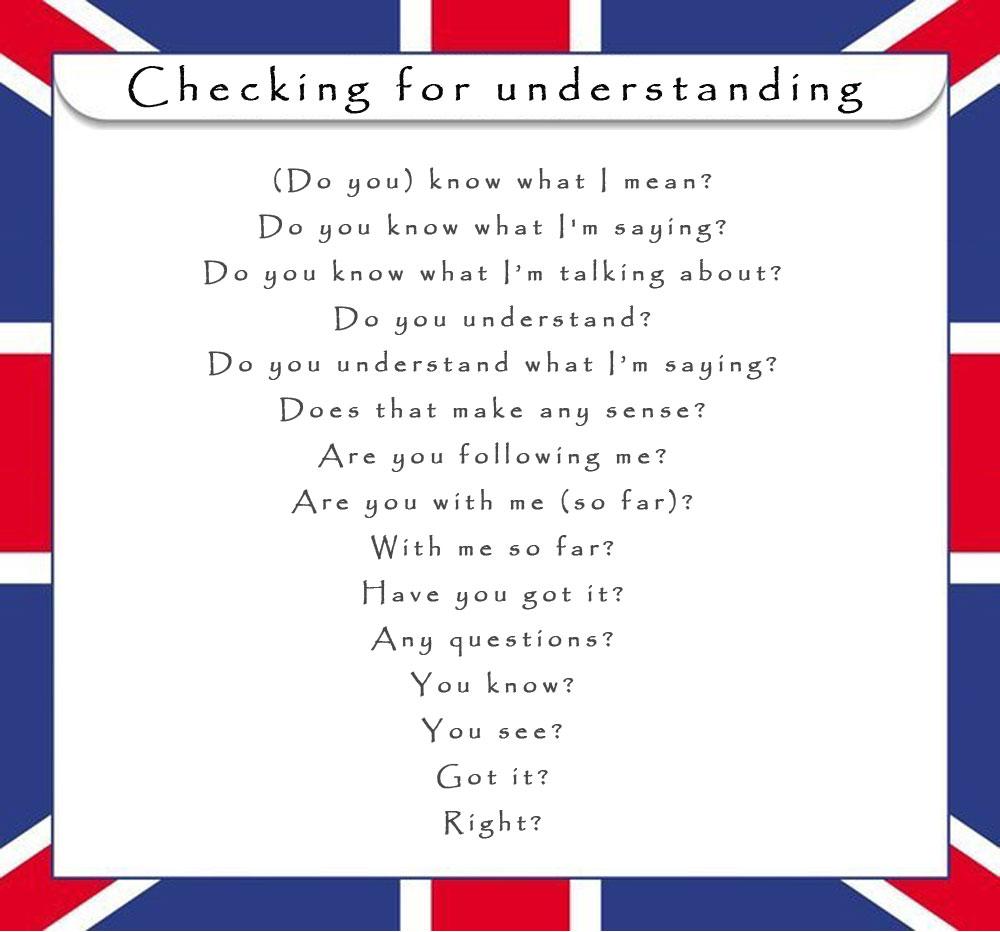 Checking for understanding
(Do you) know what I mean?
Do you know what I'm saying?
Do you know what I’m talking about?
Do you understand?
Do you understand what I’m saying?
Does that make any sense?
Are you following me?
Are you with me (so far)?
With me so far?
Have you got it?
Any questions?
You know?
You see?
Got it?
Right?